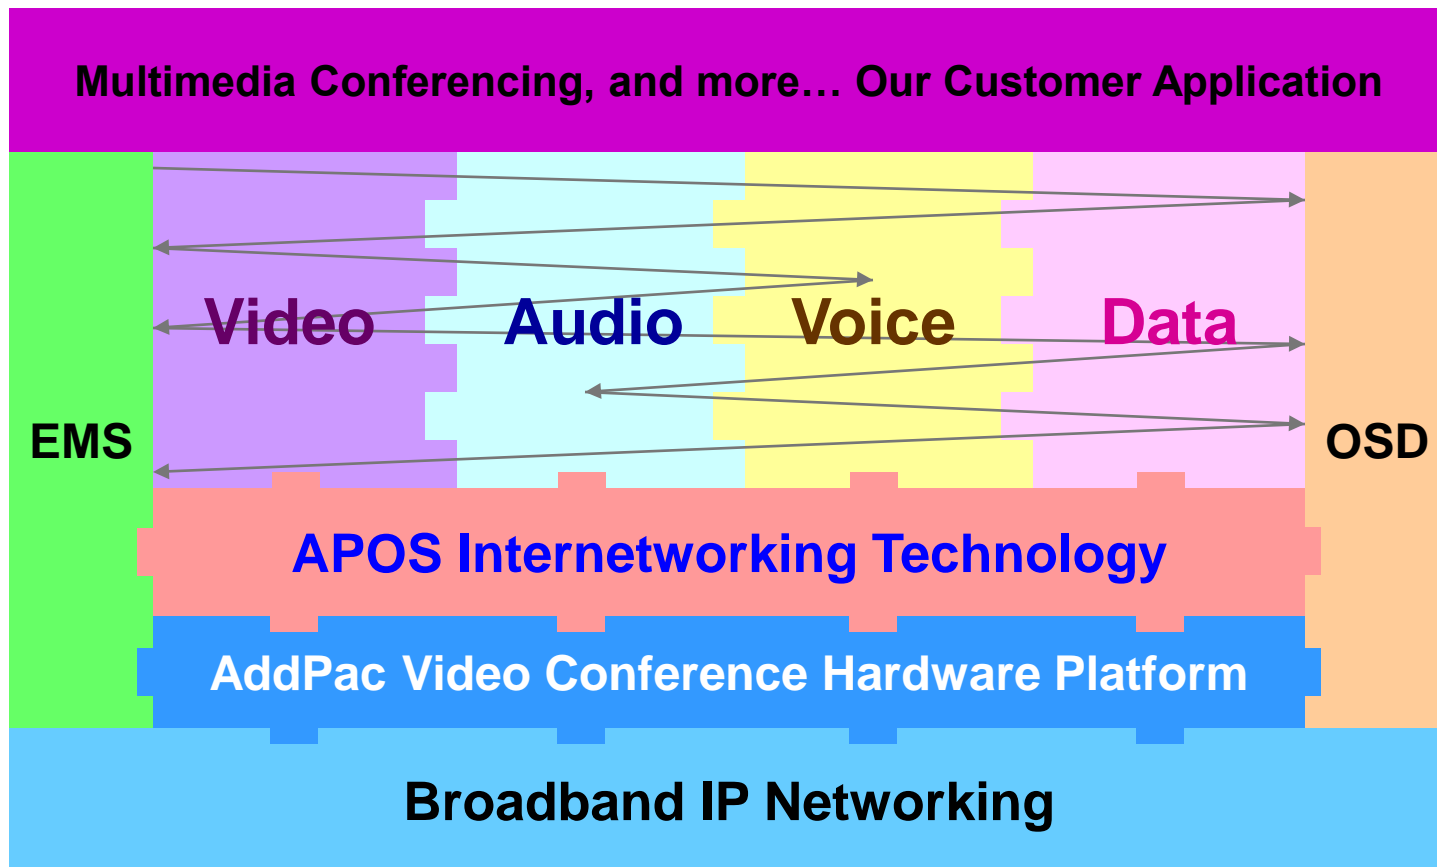 Multimedia Conferencing, and more… Our Customer Application
Video Audio Voice Data
EMS
OSD
APOS Internetworking Technology
AddPac Video Conference Hardware Platform
Broadband IP Networking